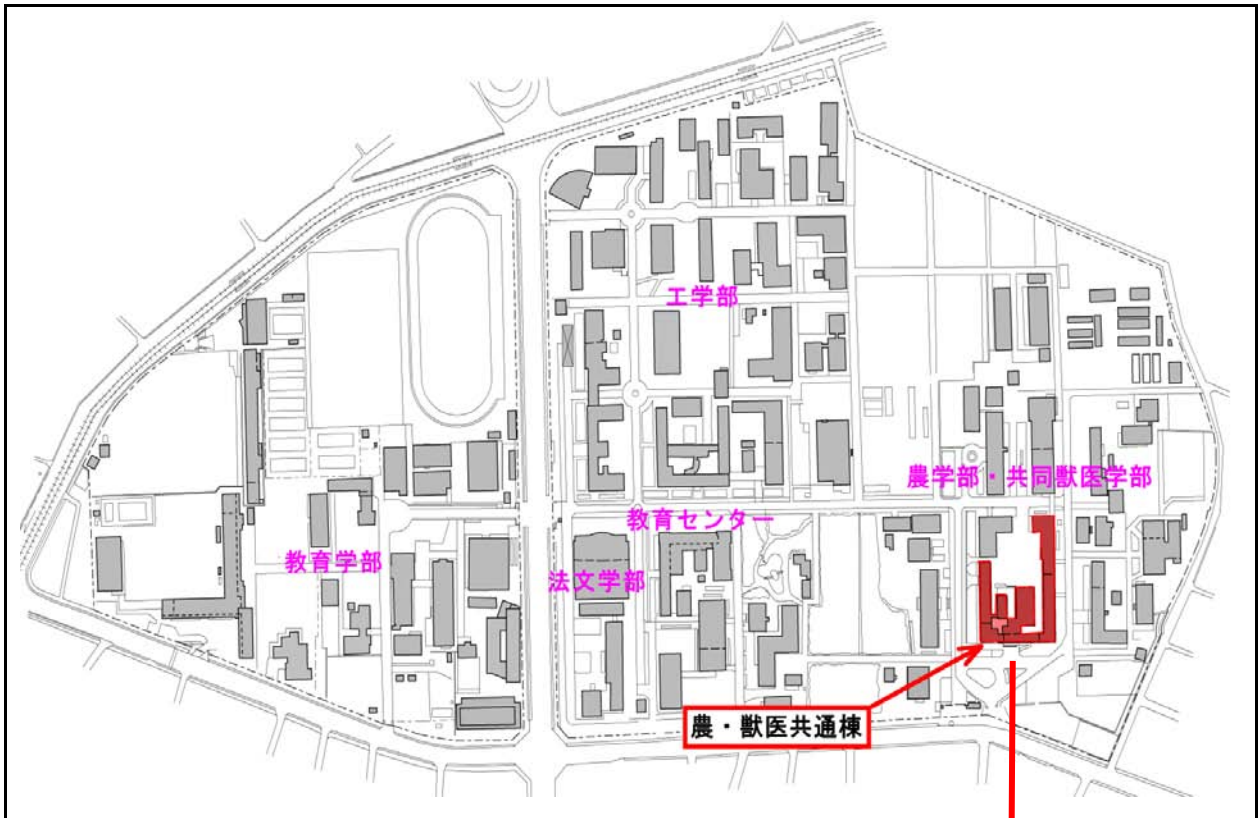 工学部
農学部・共同獣医学部
教育センター
教育学部
法文学部
農・獣医共通棟